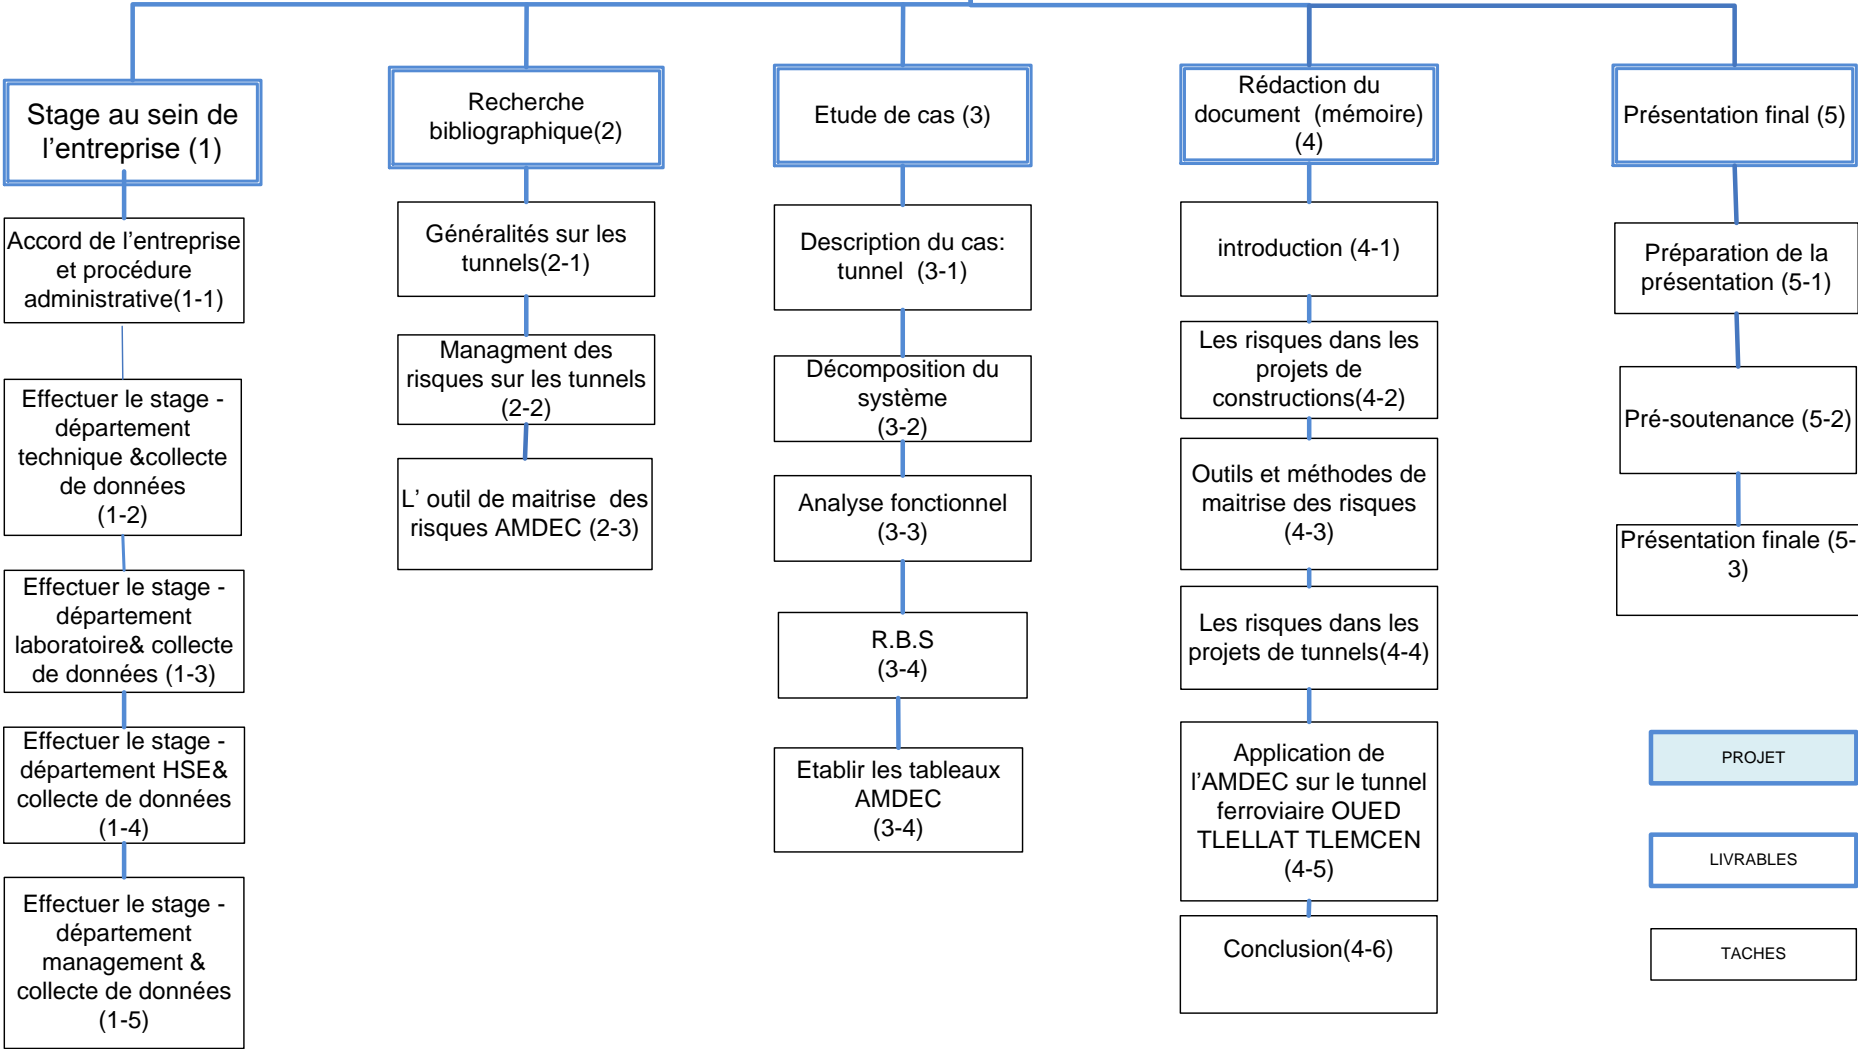 Stage au sein de
l'entreprise (1)
Accord de l'entreprise
et procédure
administrative(1-1)
Effectuer le stage -
département
technique &collecte
de données
(1-2)
Effectuer le stage -
département
laboratoire& collecte
de données (1-3)
Effectuer le stage -
département HSE&
collecte de données
(1-4)
Effectuer le stage -
département
management &
collecte de données
(1-5)
Recherche
bibliographique(2)
Généralités sur les
tunnels(2-1)
Managment des
risques sur les tunnels
(2-2)
L' outil de maitrise  des
risques AMDEC (2-3)
Etude de cas (3)
Description du cas:
tunnel  (3-1)
Décomposition du
système
(3-2)
Analyse fonctionnel
(3-3)
R.B.S
(3-4)
Etablir les tableaux
AMDEC
(3-4)
Rédaction du
document  (mémoire)
(4)
introduction (4-1)
Les risques dans les
projets de
constructions(4-2)
Outils et méthodes de
maitrise des risques
(4-3)
Les risques dans les
projets de tunnels(4-4)
Application de
l'AMDEC sur le tunnel
ferroviaire OUED
TLELLAT TLEMCEN
(4-5)
Conclusion(4-6)
Présentation final (5)
Préparation de la
présentation (5-1)
Pré-soutenance (5-2)
Présentation finale (5-
3)
PROJET
LIVRABLES
TACHES